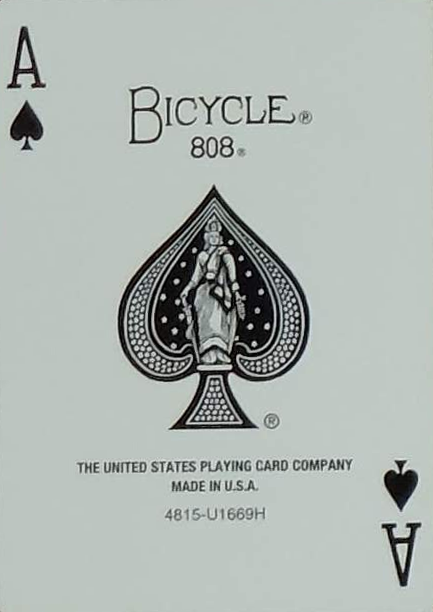 A
BICYCLE®
808®
®
THE UNITED STATES PLAYING CARD COMPANY
MADE IN U.S.A.
4815-U1669H
A